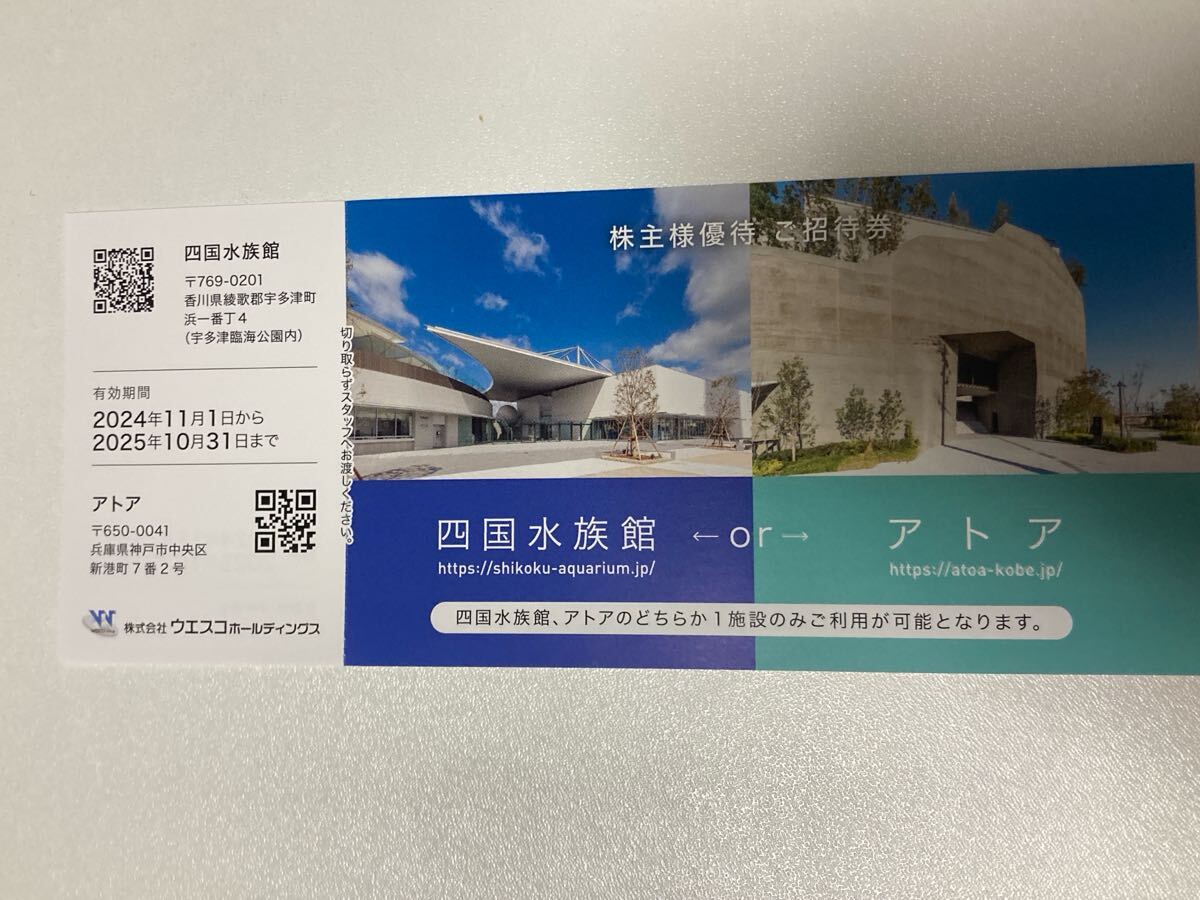 四国水族館
〒769-0201
香川県綾歌郡宇多津町
浜一番丁4
(宇多津臨海公園内)
有効期間
2024年11月1日から
2025年10月31日まで
アトア
〒650-0041
兵庫県神戸市中央区
新港町7番2号
株式会社ウエスコホールディングス
切り取らずスタッフへお渡しください。
株主様優待 ご招待券
四国水族館 ←or→ アトア
https://shikoku-aquarium.jp/ https://atoa-kobe.jp/
四国水族館、アトアのどちらか1施設のみご利用が可能となります。